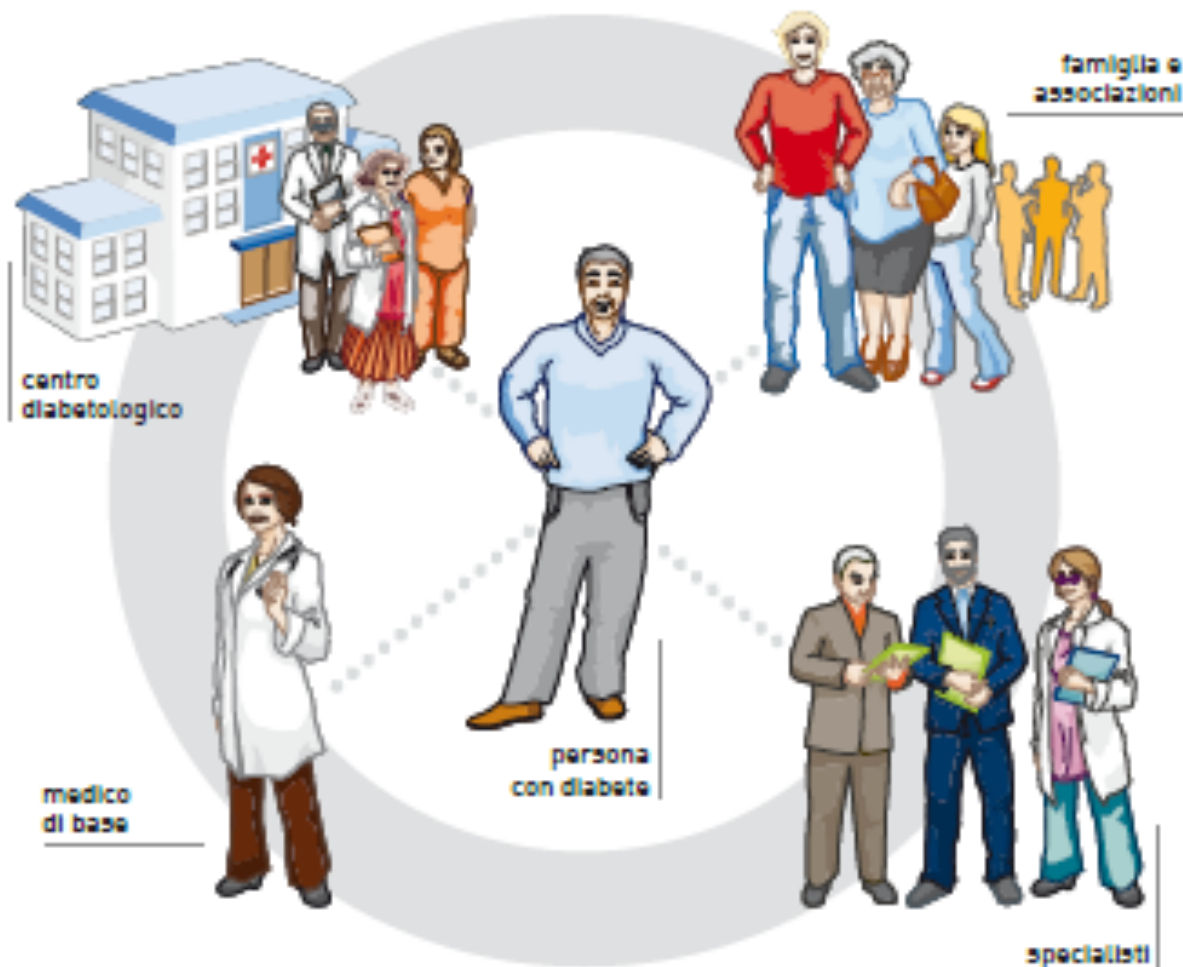 famiglia e
associazioni
centro
diabetologico
persona
con diabete
medico
di base
specialisti